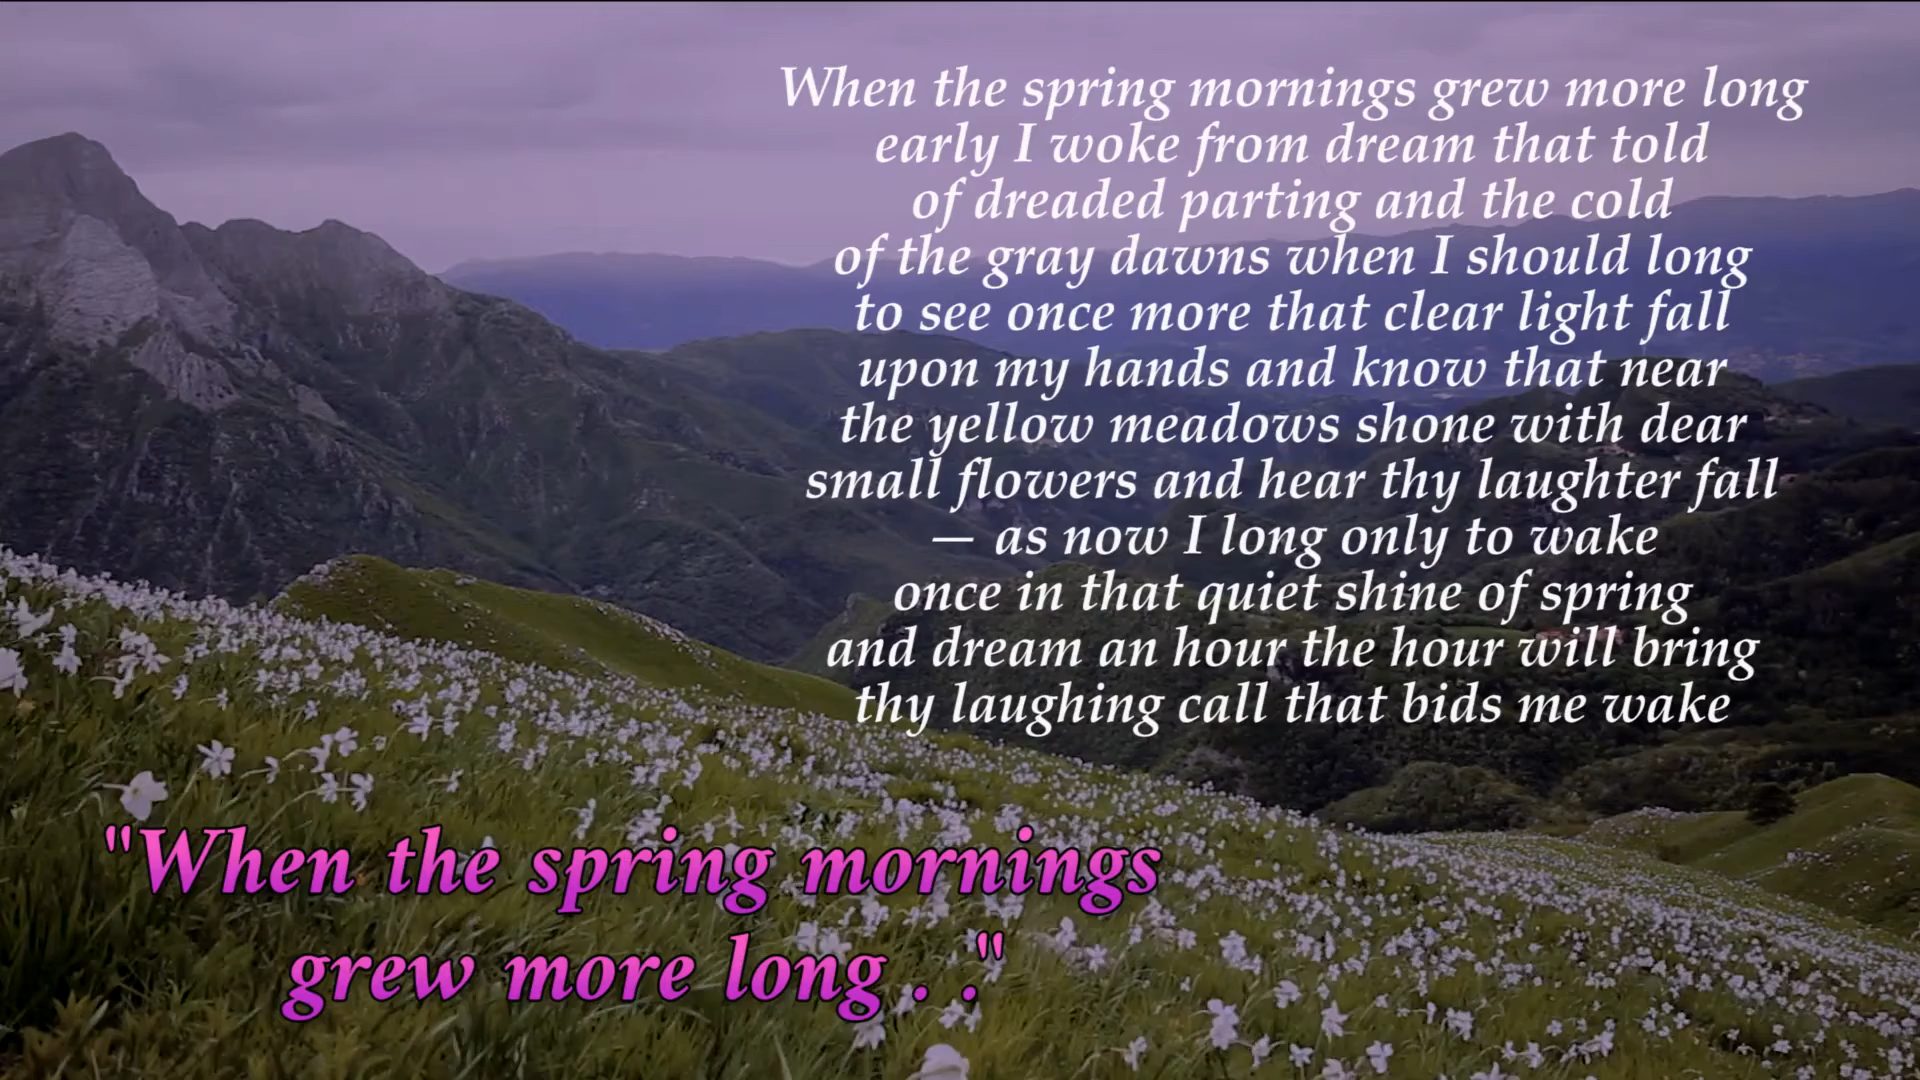 When the spring mornings grew more long
early I woke from dream that told
of dreaded parting and the cold
of the gray dawns when I should long
to see once more that clear light fall
upon my hands and know that near
the yellow meadows shone with dear
small flowers and hear thy laughter fall
— as now I long only to wake
once in that quiet shine of spring
and dream an hour the hour will bring
thy laughing call that bids me wake
"When the spring mornings
grew more long . ."